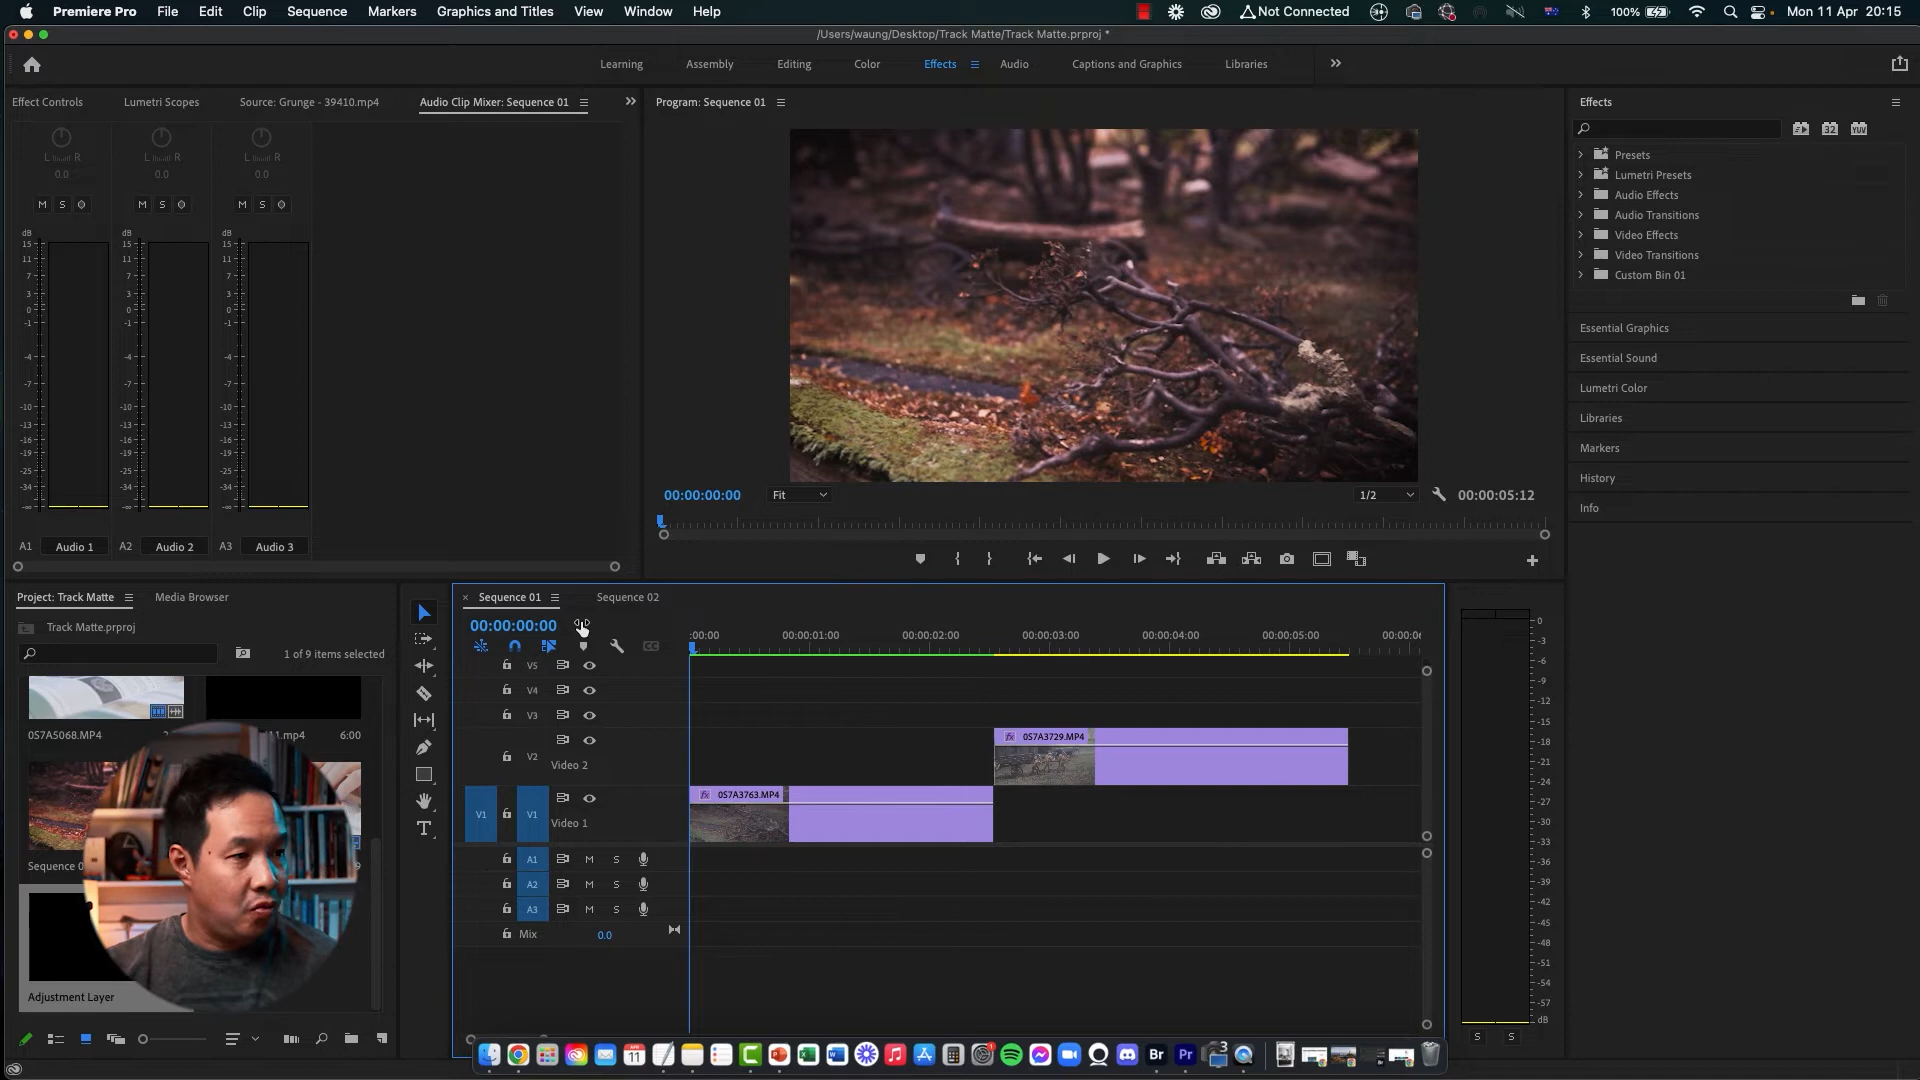 Premiere Pro File Edit Clip Sequence Markers Graphics and Titles View Window Help Not Connected 100% Mon 11 Apr 20:15
/Users/waung/Desktop/Track Matte/Track Matte.prproj *
Learning Assembly Editing Color Effects Audio Captions and Graphics Libraries
Effect Controls Lumetri Scopes Source: Grunge - 39410.mp4 Audio Clip Mixer: Sequence 01
L R L R L R
0.0 0.0 0.0
M S M S M S
dB dB dB
15 15 15
11 11 11
7 7 7
3 3 3
0 0 0
-1 -1 -1
-4 -4 -4
-7 -7 -7
-10 -10 -10
-13 -13 -13
-16 -16 -16
-19 -19 -19
-25 -25 -25
-34 -34 -34
-∞ -∞ -∞
A1 Audio 1 A2 Audio 2 A3 Audio 3
Program: Sequence 01
00:00:00:00 Fit 1/2 00:00:05:12
Effects
32 YUV
Presets
Lumetri Presets
Audio Effects
Audio Transitions
Video Effects
Video Transitions
Custom Bin 01
Essential Graphics
Essential Sound
Lumetri Color
Libraries
Markers
History
Info
Project: Track Matte Media Browser
Track Matte.prproj
1 of 9 items selected
0S7A5068.MP4
6:00
Adjustment Layer
Sequence 01 Sequence 02
00:00:00:00
:00:00 00:00:01:00 00:00:02:00 00:00:03:00 00:00:04:00 00:00:05:00
V5
V4
V3
V2 Video 2 fx 0S7A3729.MP4
V1 V1 Video 1 fx 0S7A3763.MP4
A1 M S
A2 M S
A3 M S
Mix 0.0
0
-3
-6
-9
-12
-15
-18
-21
-24
-27
-30
-33
-36
-39
-42
-45
-48
-51
-54
-57
dB
S S
APR
11
Br Pr 3